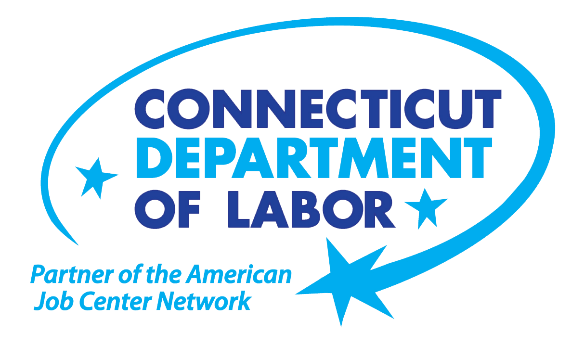 CONNECTICUT
DEPARTMENT
OF LABOR
Partner of the American
Job Center Network